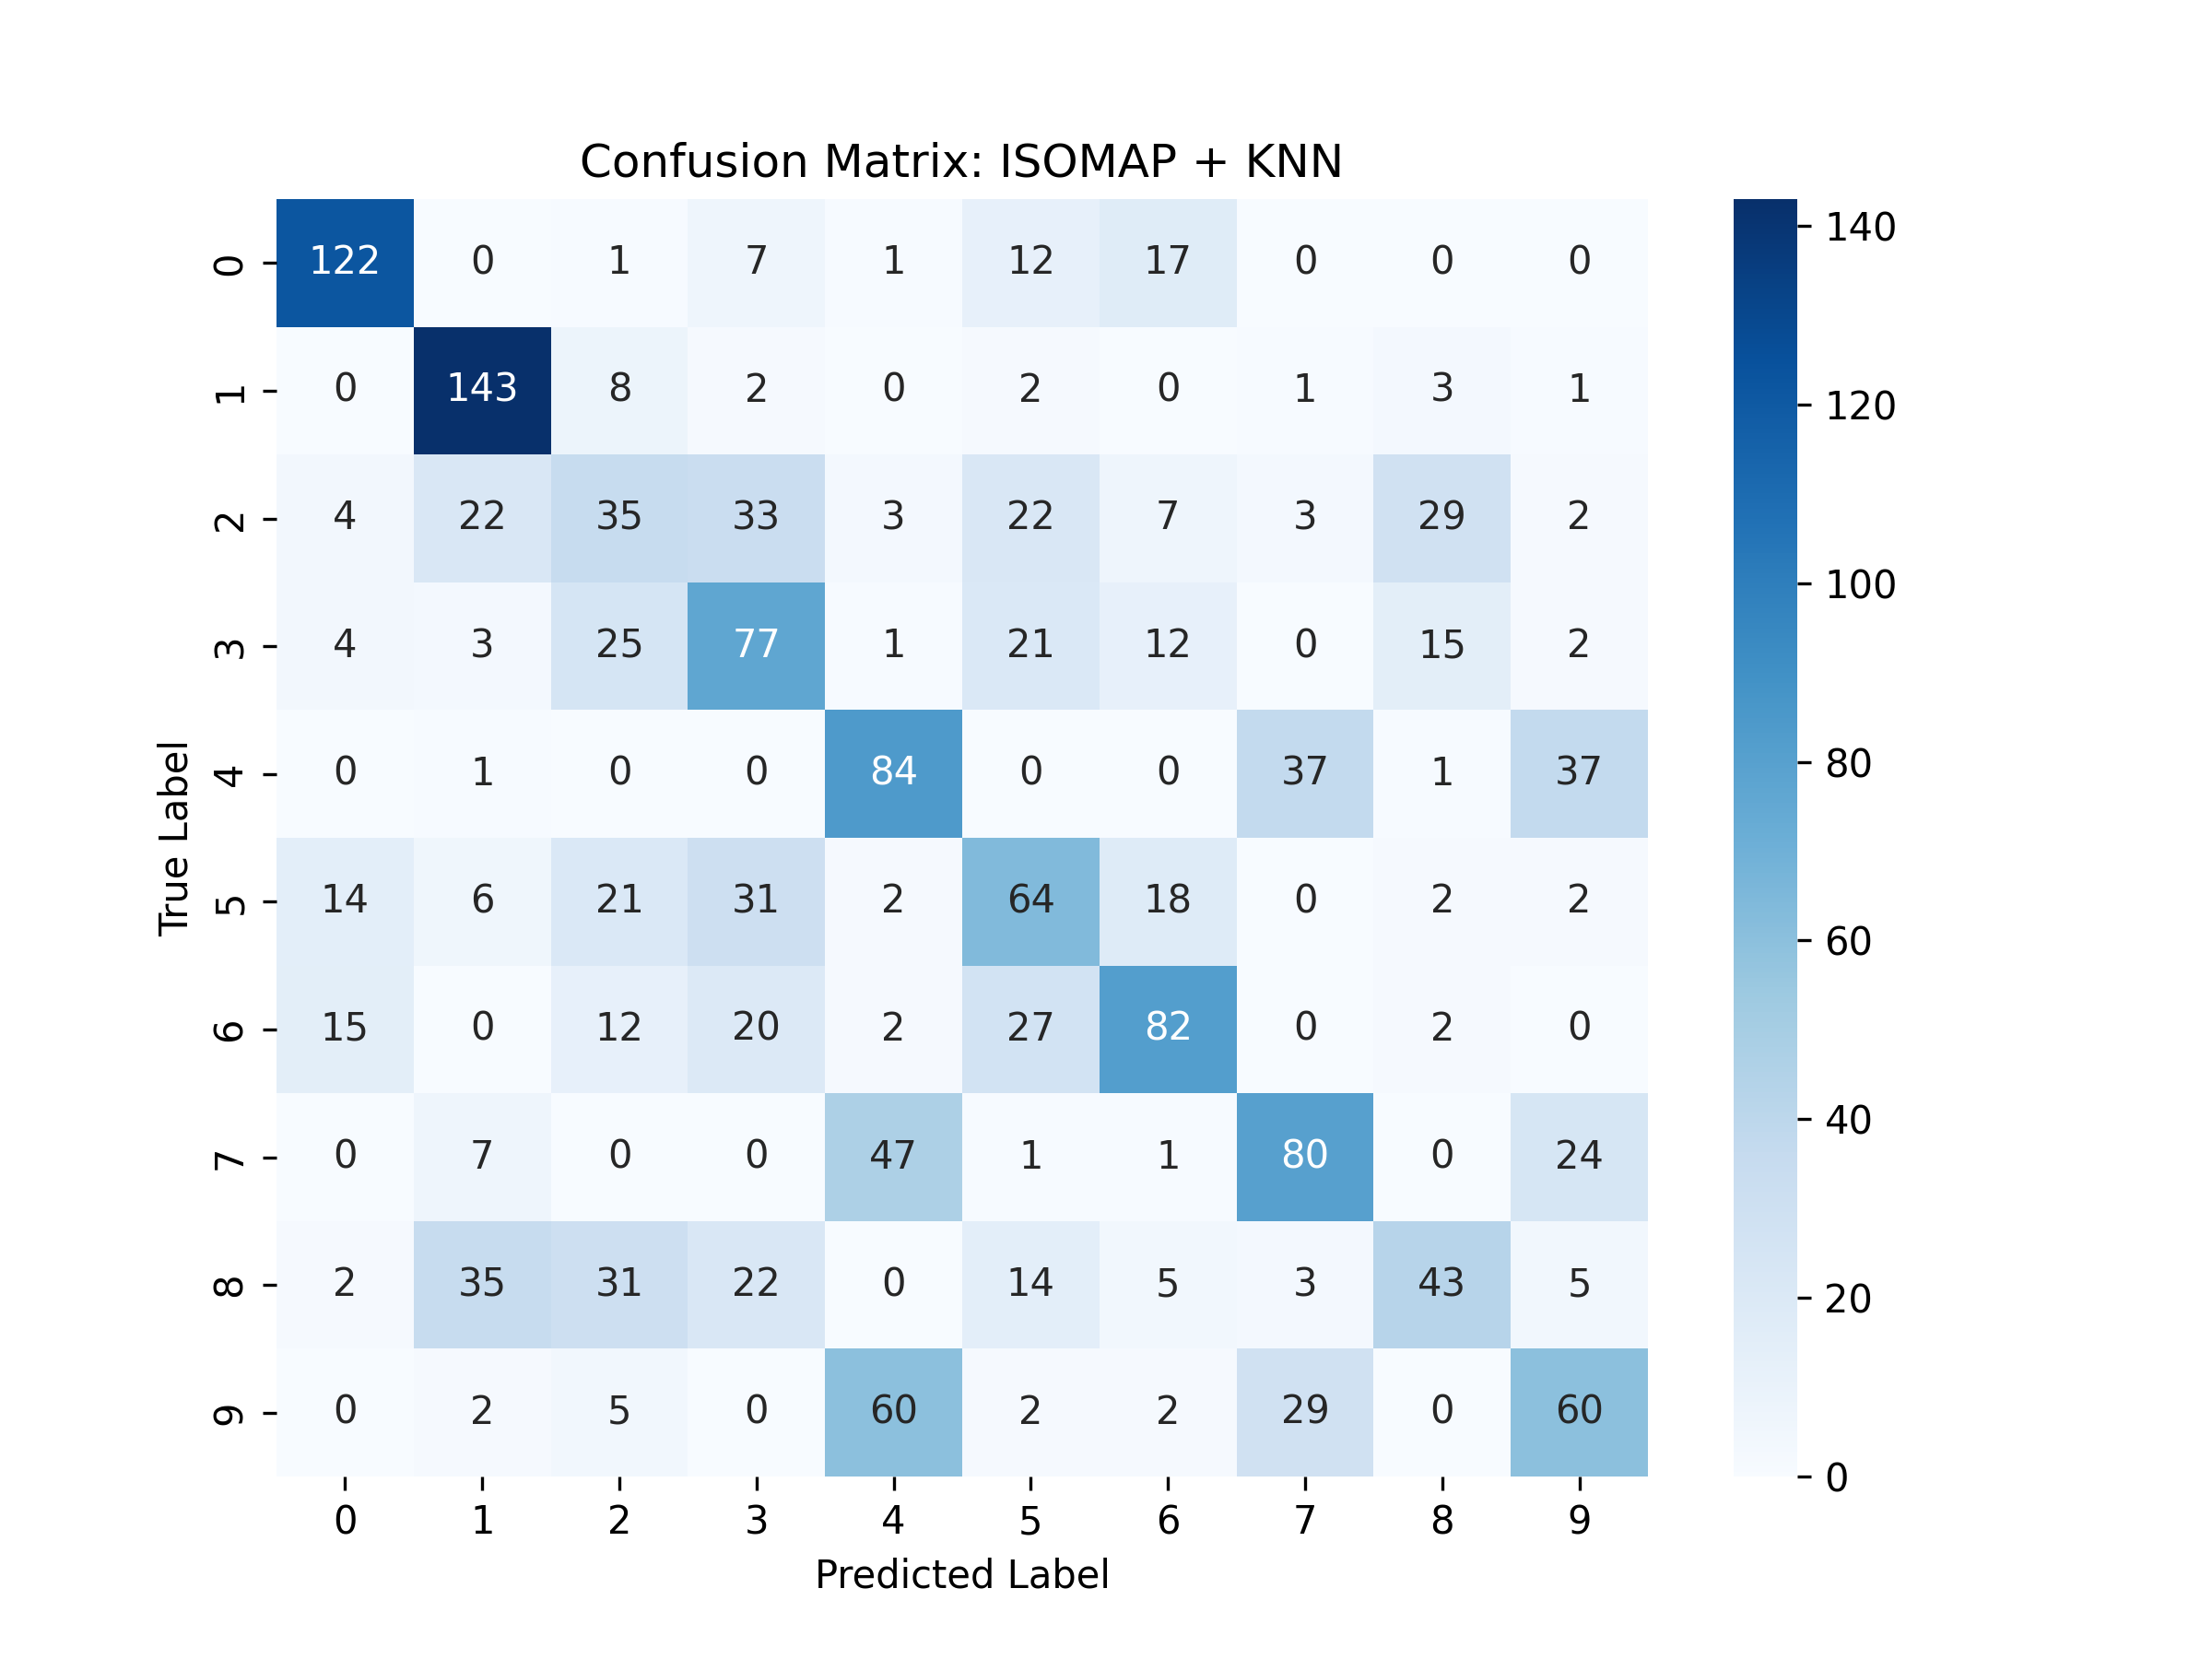 Confusion Matrix: ISOMAP + KNN
0 122 0 1 7 1 12 17 0 0 0
1 0 143 8 2 0 2 0 1 3 1
2 4 22 35 33 3 22 7 3 29 2
3 4 3 25 77 1 21 12 0 15 2
4 0 1 0 0 84 0 0 37 1 37
5 14 6 21 31 2 64 18 0 2 2
6 15 0 12 20 2 27 82 0 2 0
7 0 7 0 0 47 1 1 80 0 24
8 2 35 31 22 0 14 5 3 43 5
9 0 2 5 0 60 2 2 29 0 60
0 1 2 3 4 5 6 7 8 9
Predicted Label
True Label
140
120
100
80
60
40
20
0